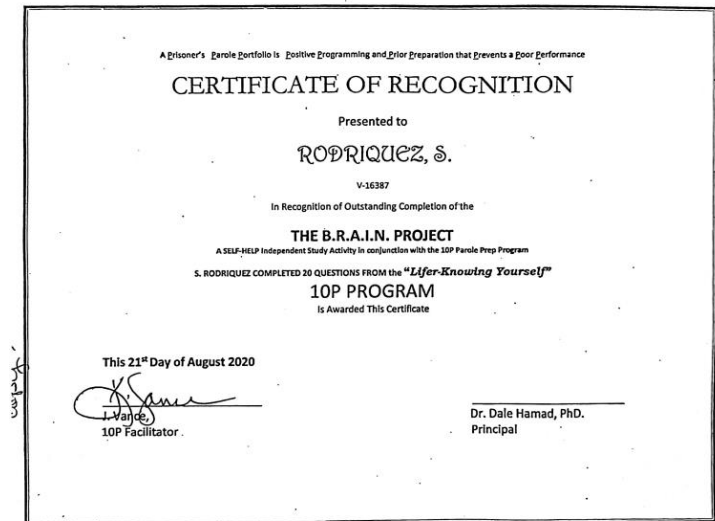 A Prisoner's Parole Portfolio is Positive Programming and Prior Preparation that Prevents a Poor Performance
CERTIFICATE OF RECOGNITION
Presented to
RODRIQUEZ, S.
V-16387
In Recognition of Outstanding Completion of the
THE B.R.A.I.N. PROJECT
A SELF-HELP Independent Study Activity in conjunction with the 10P Parole Prep Program
S. RODRIQUEZ COMPLETED 20 QUESTIONS FROM the "Lifer-Knowing Yourself"
10P PROGRAM
Is Awarded This Certificate
This 21st Day of August 2020
J. Vance,
10P Facilitator
Dr. Dale Hamad, PhD.
Principal
copy